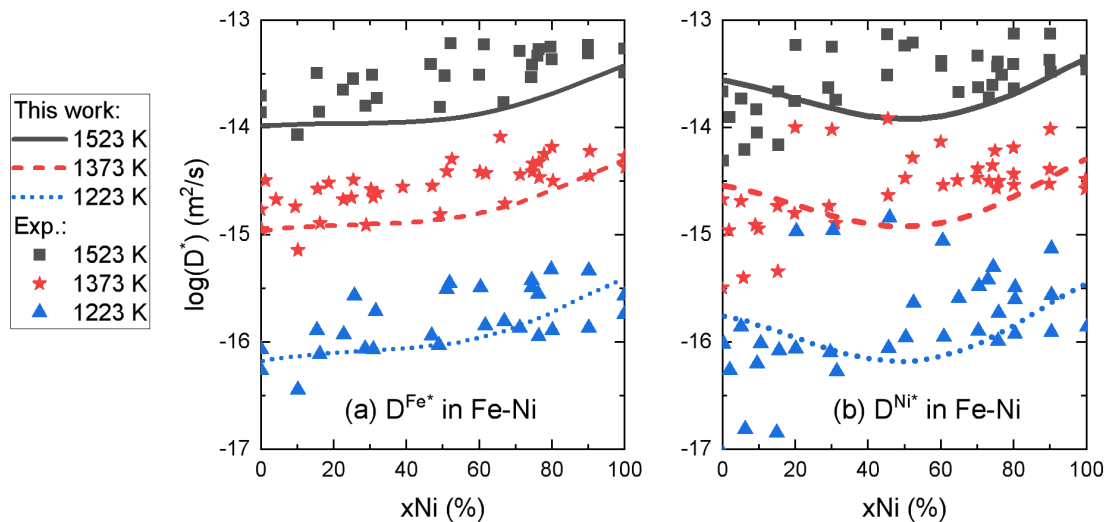 This work:
1523 K
1373 K
1223 K
Exp.:
1523 K
1373 K
1223 K
log(D*) (m²/s)
-13
-14
-15
-16
-17
(a) D^Fe* in Fe-Ni
0 20 40 60 80 100
xNi (%)
-13
-14
-15
-16
-17
(b) D^Ni* in Fe-Ni
0 20 40 60 80 100
xNi (%)